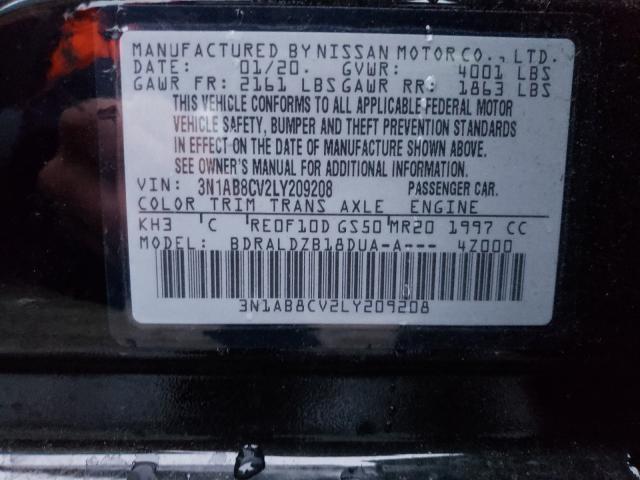 MANUFACTURED BY NISSAN MOTOR CO., LTD.
DATE: 01/20. GVWR: 4001 LBS
GAWR FR: 2161 LBS GAWR RR: 1863 LBS
THIS VEHICLE CONFORMS TO ALL APPLICABLE FEDERAL MOTOR
VEHICLE SAFETY, BUMPER AND THEFT PREVENTION STANDARDS
IN EFFECT ON THE DATE OF MANUFACTURE SHOWN ABOVE.
SEE OWNER'S MANUAL FOR ADDITIONAL INFORMATION.
VIN: 3N1AB8CV2LY209208 PASSENGER CAR.
COLOR TRIM TRANS AXLE ENGINE
KH3 C RE0F10D GS50 MR20 1997 CC
MODEL: BDRALDZB18DUA-A--- 4Z000
3N1AB8CV2LY209208